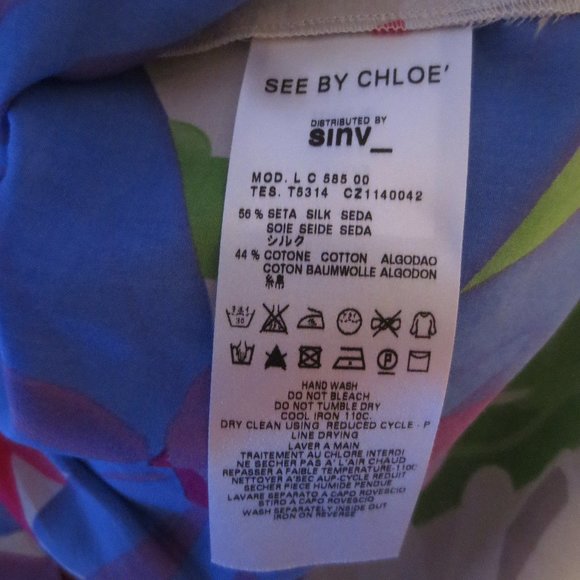 SEE BY CHLOE'
DISTRIBUTED BY
sinv_
MOD. L C 585 00
TES. T5314 CZ1140042
56 % SETA SILK SEDA
SOIE SEIDE SEDA
シルク
44 % COTONE COTTON ALGODAO
COTON BAUMWOLLE ALGODON
綿
HAND WASH
DO NOT BLEACH
DO NOT TUMBLE DRY
COOL IRON 110C.
DRY CLEAN USING REDUCED CYCLE - P
LINE DRYING
LAVER A MAIN
TRAITEMENT AU CHLORE INTERDI
NE SECHER PAS A' L'AIR CHAUD
REPASSER A FAIBLE TEMPERATURE-110C
NETTOYER A'SEC AUP-CYCLE REDUIT
SECHER PIECE HUMIDE PENDUE
LAVARE SEPARATO A CAPO ROVESCIO
STIRO A CAPO ROVESCIO
WASH SEPARATELY INSIDE OUT
IRON ON REVERSE